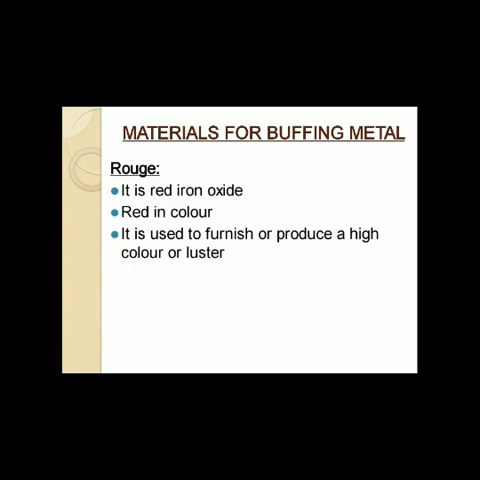 MATERIALS FOR BUFFING METAL
Rouge:
It is red iron oxide
Red in colour
It is used to furnish or produce a high
colour or luster